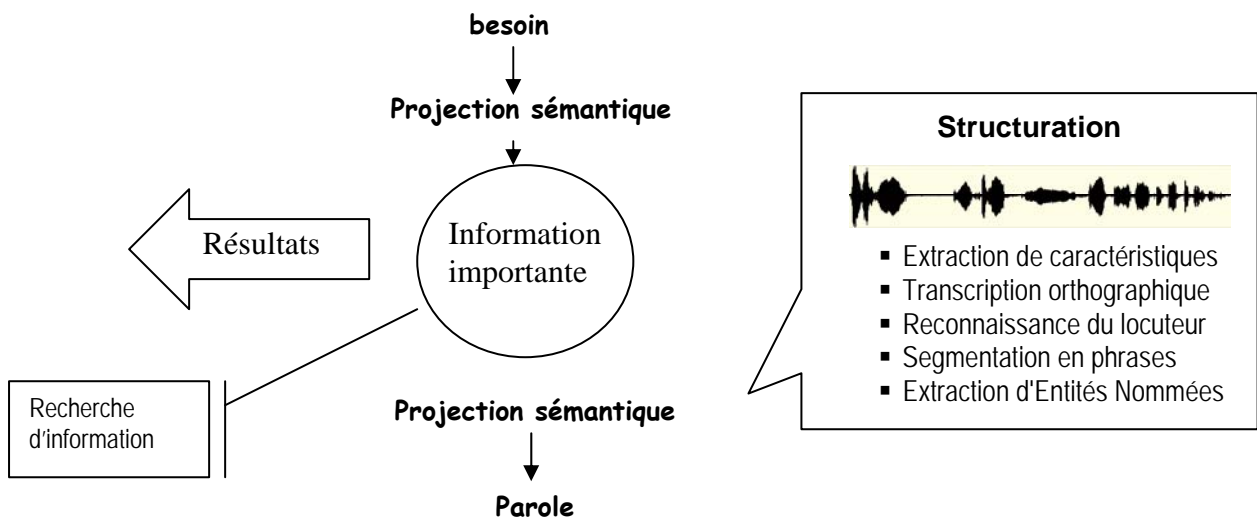 besoin
Projection sémantique
Information
importante
Résultats
Recherche
d'information
Projection sémantique
Parole
Structuration
▪ Extraction de caractéristiques
▪ Transcription orthographique
▪ Reconnaissance du locuteur
▪ Segmentation en phrases
▪ Extraction d'Entités Nommées